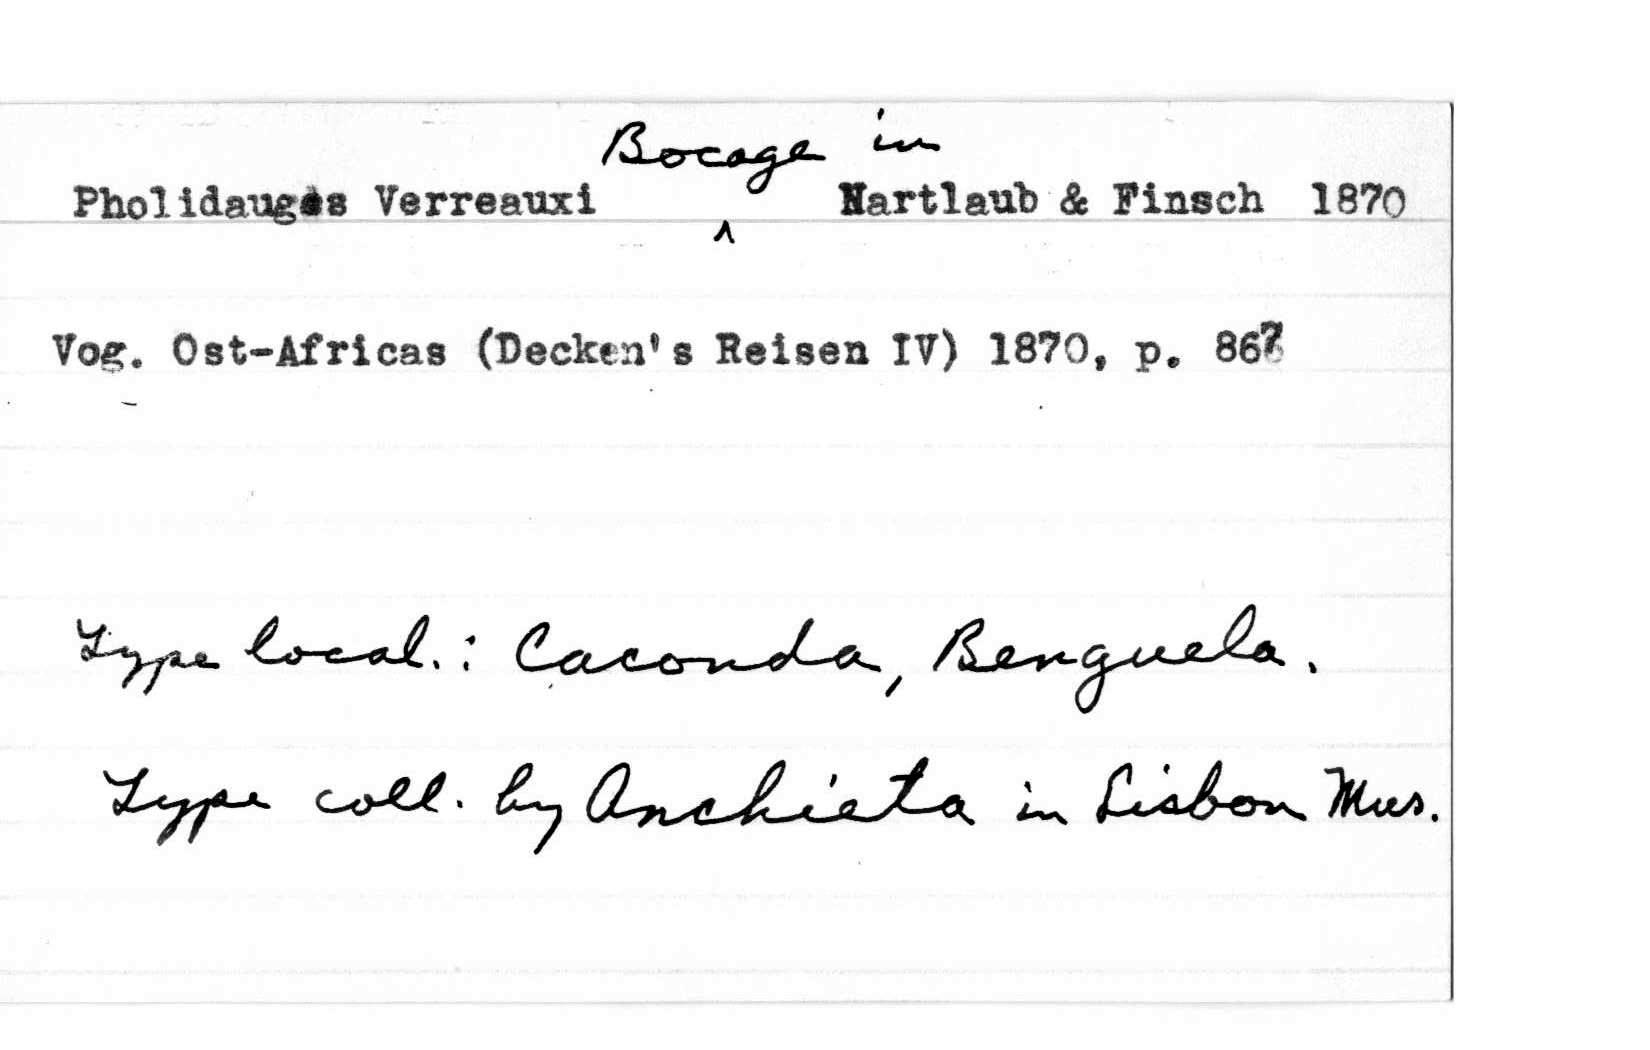 Pholidauges Verreauxi ^ Bocage in Hartlaub & Finsch 1870
Vog. Ost-Africas (Decken's Reisen IV) 1870, p. 867
Type local.: Caconda, Benguela.
Type coll. by Anchieta in Lisbon Mus.